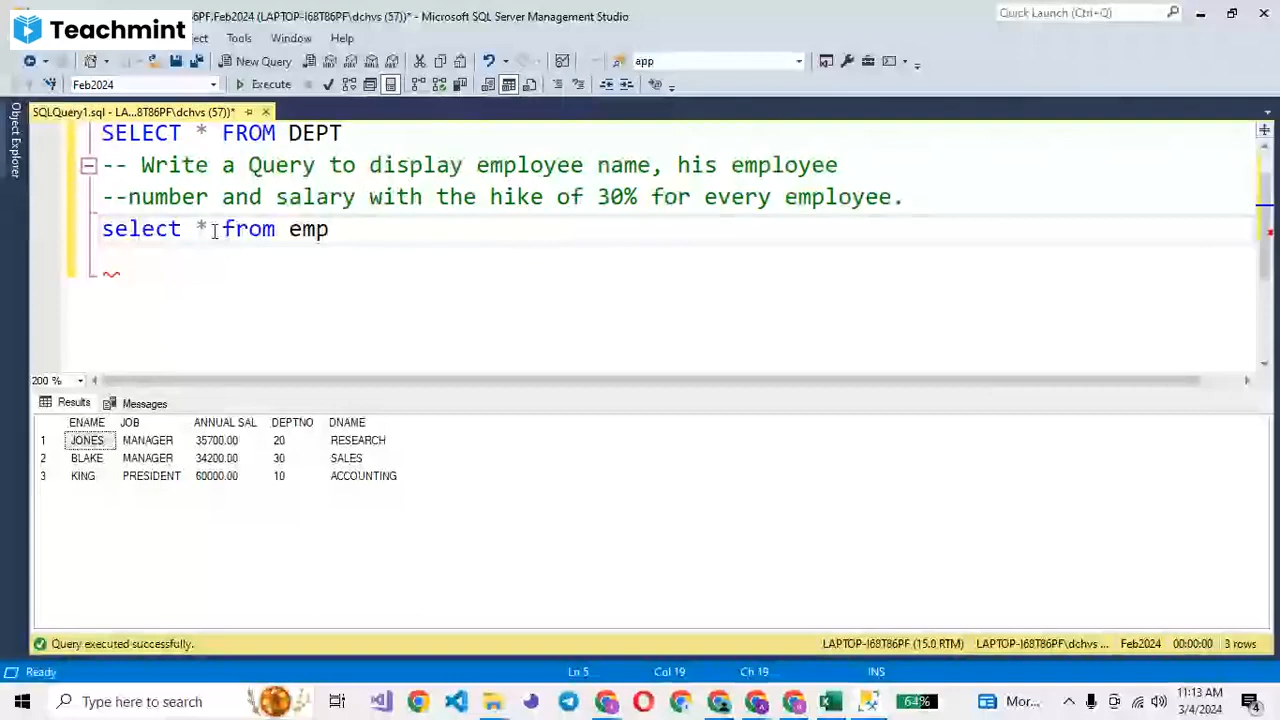 Teachmint
PF,Feb2024 (LAPTOP-I68T86PF\dchvs (57))* - Microsoft SQL Server Management Studio
Quick Launch (Ctrl+Q)
Tools Window Help
New Query
app
Feb2024
Execute
SQLQuery1.sql - LA...8T86PF\dchvs (57))*
Object Explorer
SELECT * FROM DEPT
-- Write a Query to display employee name, his employee
--number and salary with the hike of 30% for every employee.
select * from emp
200 %
Results Messages
ENAME JOB ANNUAL SAL DEPTNO DNAME
1 JONES MANAGER 35700.00 20 RESEARCH
2 BLAKE MANAGER 34200.00 30 SALES
3 KING PRESIDENT 60000.00 10 ACCOUNTING
Query executed successfully.
LAPTOP-I68T86PF (15.0 RTM) LAPTOP-I68T86PF\dchvs ... Feb2024 00:00:00 3 rows
Ready
Ln 5 Col 19 Ch 19 INS
Type here to search
64%
Mor...
11:13 AM
3/4/2024
4